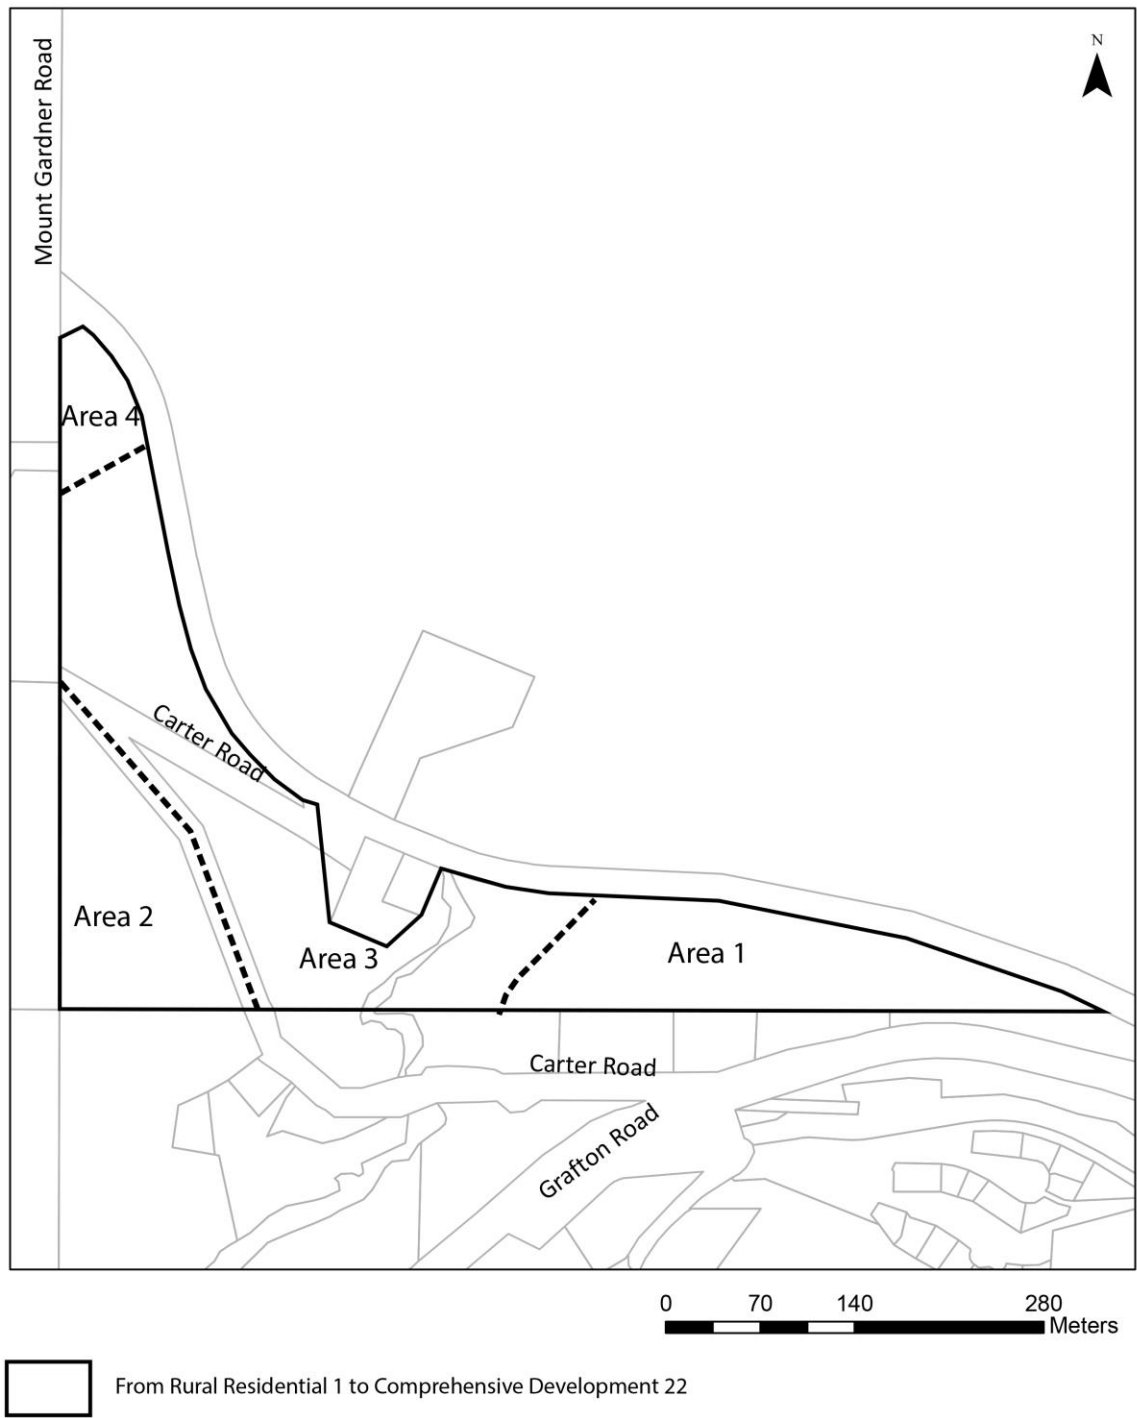 Mount Gardner Road
N
Area 4
Carter Road
Area 2
Area 3
Area 1
Carter Road
Grafton Road
0 70 140 280
Meters
From Rural Residential 1 to Comprehensive Development 22